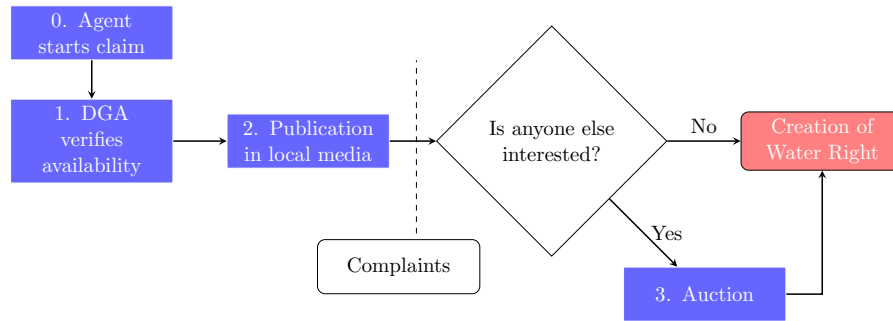 0. Agent
starts claim
1. DGA
verifies
availability
2. Publication
in local media
Complaints
Is anyone else
interested?
No
Yes
3. Auction
Creation of
Water Right